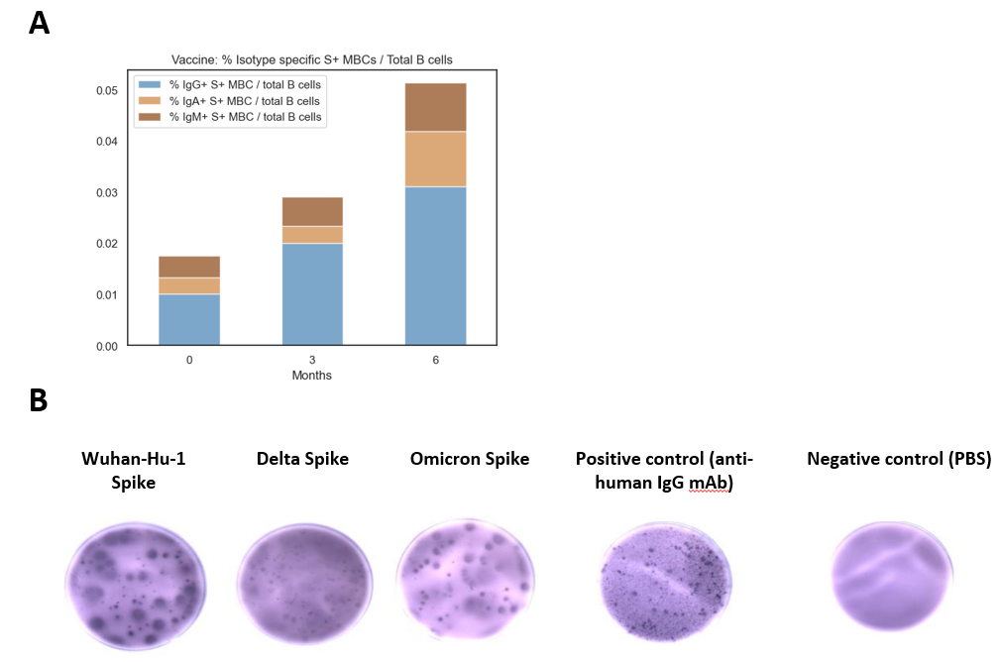 A
Vaccine: % Isotype specific S+ MBCs / Total B cells
% IgG+ S+ MBC / total B cells
% IgA+ S+ MBC / total B cells
% IgM+ S+ MBC / total B cells
0.05
0.04
0.03
0.02
0.01
0.00
0 3 6
Months
B
Wuhan-Hu-1
Spike
Delta Spike
Omicron Spike
Positive control (anti-
human IgG mAb)
Negative control (PBS)